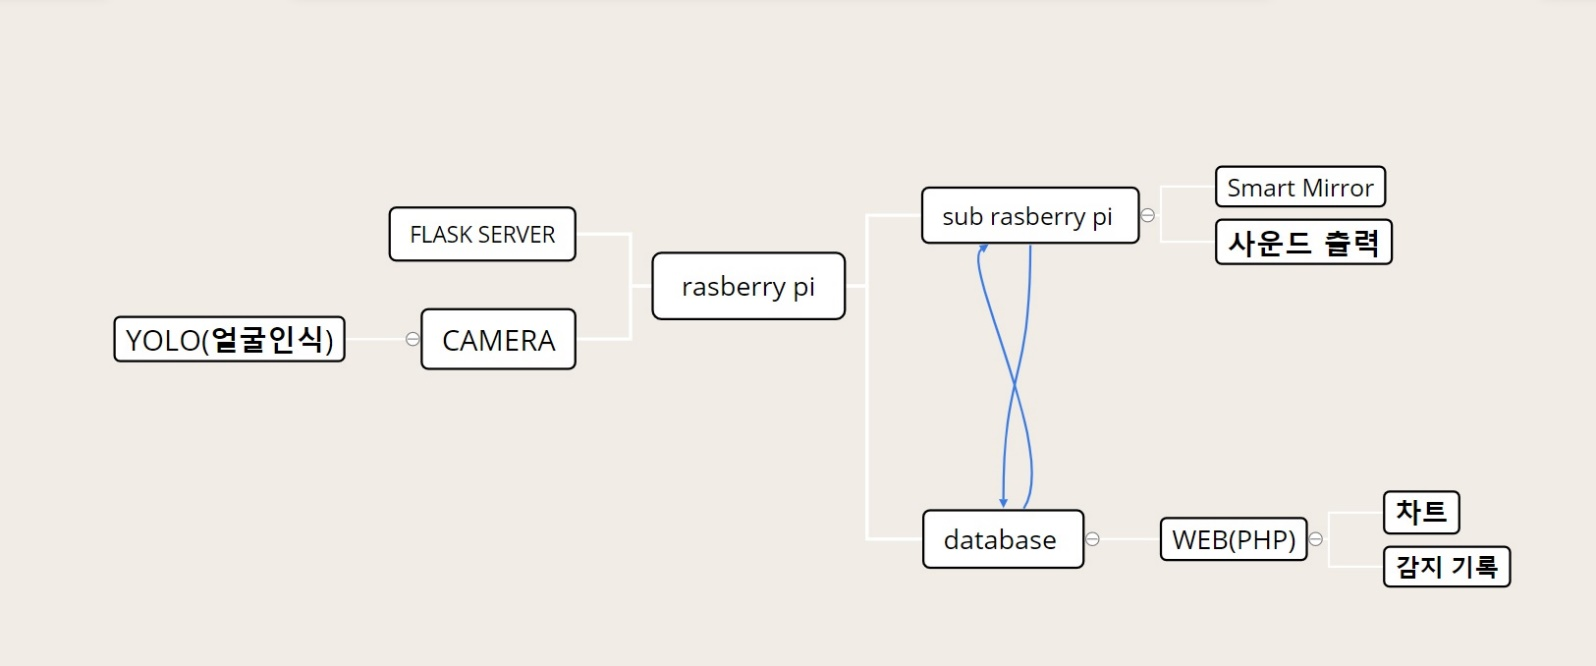 FLASK SERVER
YOLO(얼굴인식)
CAMERA
rasberry pi
sub rasberry pi
Smart Mirror
사운드 출력
database
WEB(PHP)
차트
감지 기록